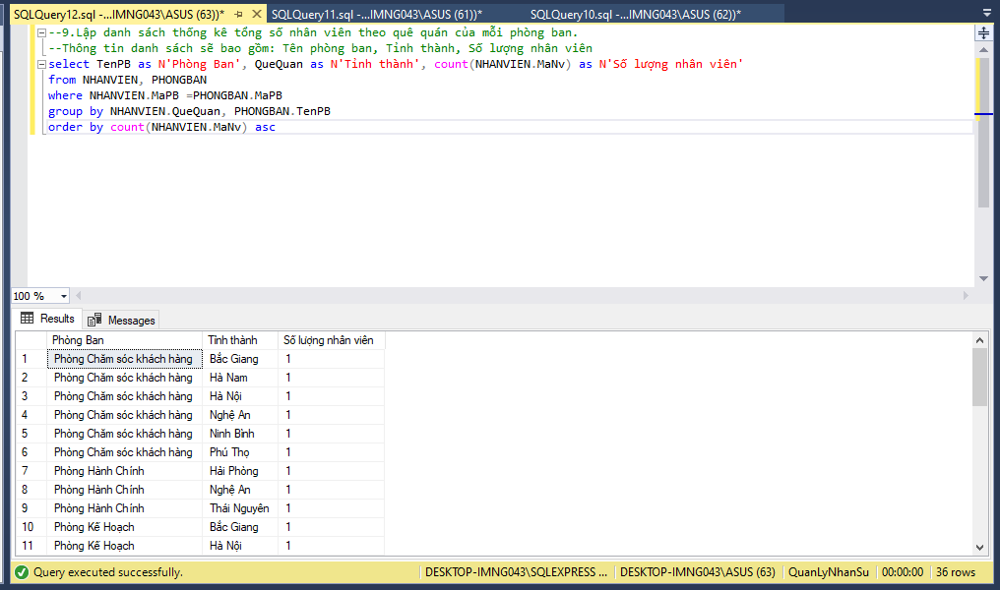 SQLQuery12.sql -...IMNG043\ASUS (63))*
SQLQuery11.sql -...IMNG043\ASUS (61))*
SQLQuery10.sql -...IMNG043\ASUS (62))*
--9.Lập danh sách thống kê tổng số nhân viên theo quê quán của mỗi phòng ban.
--Thông tin danh sách sẽ bao gồm: Tên phòng ban, Tỉnh thành, Số lượng nhân viên
select TenPB as N'Phòng Ban', QueQuan as N'Tỉnh thành', count(NHANVIEN.MaNv) as N'Số lượng nhân viên'
from NHANVIEN, PHONGBAN
where NHANVIEN.MaPB =PHONGBAN.MaPB
group by NHANVIEN.QueQuan, PHONGBAN.TenPB
order by count(NHANVIEN.MaNV) asc
100 %
Results Messages
Phòng Ban Tỉnh thành Số lượng nhân viên
1 Phòng Chăm sóc khách hàng Bắc Giang 1
2 Phòng Chăm sóc khách hàng Hà Nam 1
3 Phòng Chăm sóc khách hàng Hà Nội 1
4 Phòng Chăm sóc khách hàng Nghệ An 1
5 Phòng Chăm sóc khách hàng Ninh Bình 1
6 Phòng Chăm sóc khách hàng Phú Thọ 1
7 Phòng Hành Chính Hải Phòng 1
8 Phòng Hành Chính Nghệ An 1
9 Phòng Hành Chính Thái Nguyên 1
10 Phòng Kế Hoạch Bắc Giang 1
11 Phòng Kế Hoạch Hà Nội 1
Query executed successfully. DESKTOP-IMNG043\SQLEXPRESS ... DESKTOP-IMNG043\ASUS (63) QuanLyNhanSu 00:00:00 36 rows